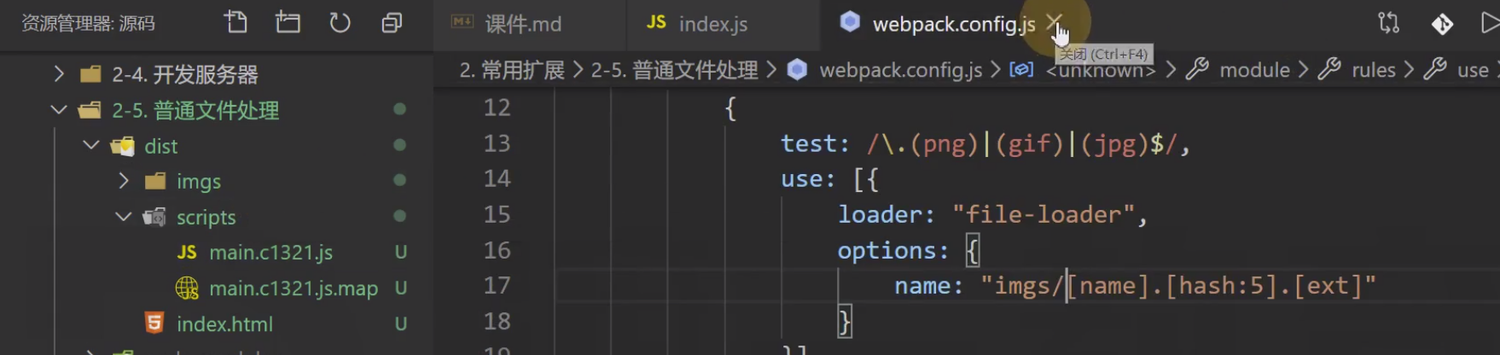 资源管理器: 源码
课件.md
JS index.js
webpack.config.js
关闭 (Ctrl+F4)
2-4. 开发服务器
2-5. 普通文件处理
dist
imgs
scripts
JS main.c1321.js U
main.c1321.js.map U
index.html U
2. 常用扩展 > 2-5. 普通文件处理 > webpack.config.js > <unknown> > module > rules > use
12 {
13 test: /\.(png)|(gif)|(jpg)$/,
14 use: [{
15 loader: "file-loader",
16 options: {
17 name: "imgs/[name].[hash:5].[ext]"
18 }
19 }]